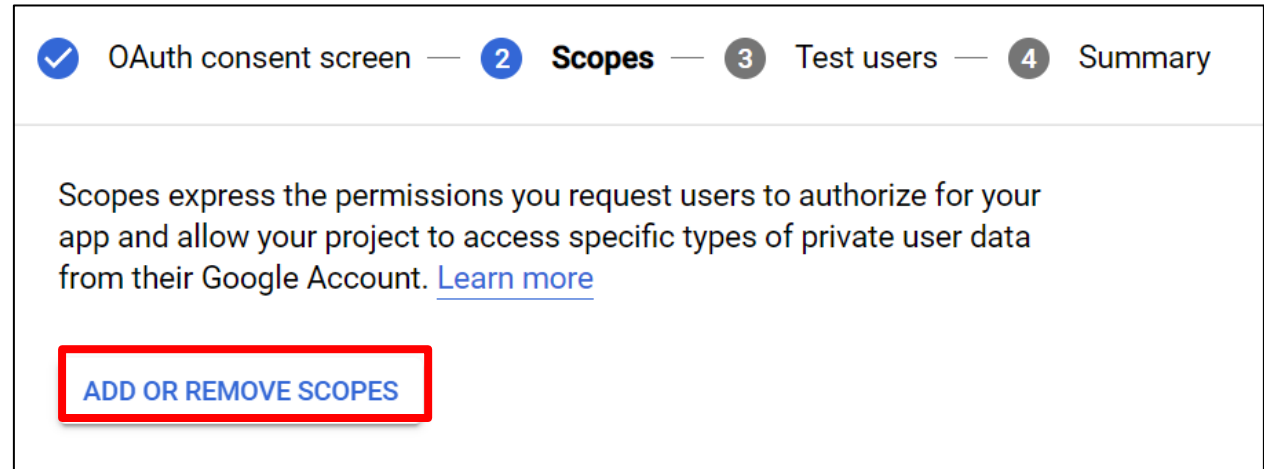 OAuth consent screen — 2 Scopes — 3 Test users — 4 Summary
Scopes express the permissions you request users to authorize for your
app and allow your project to access specific types of private user data
from their Google Account. Learn more
ADD OR REMOVE SCOPES